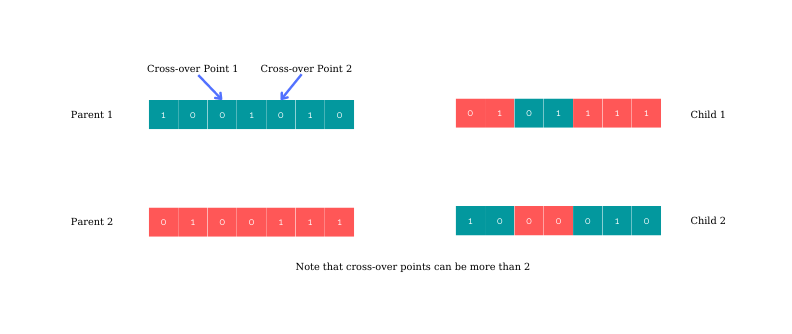 Cross-over Point 1 Cross-over Point 2
Parent 1 1 0 0 1 0 1 0 0 1 0 1 1 1 1 Child 1
Parent 2 0 1 0 0 1 1 1 1 0 0 0 0 1 0 Child 2
Note that cross-over points can be more than 2